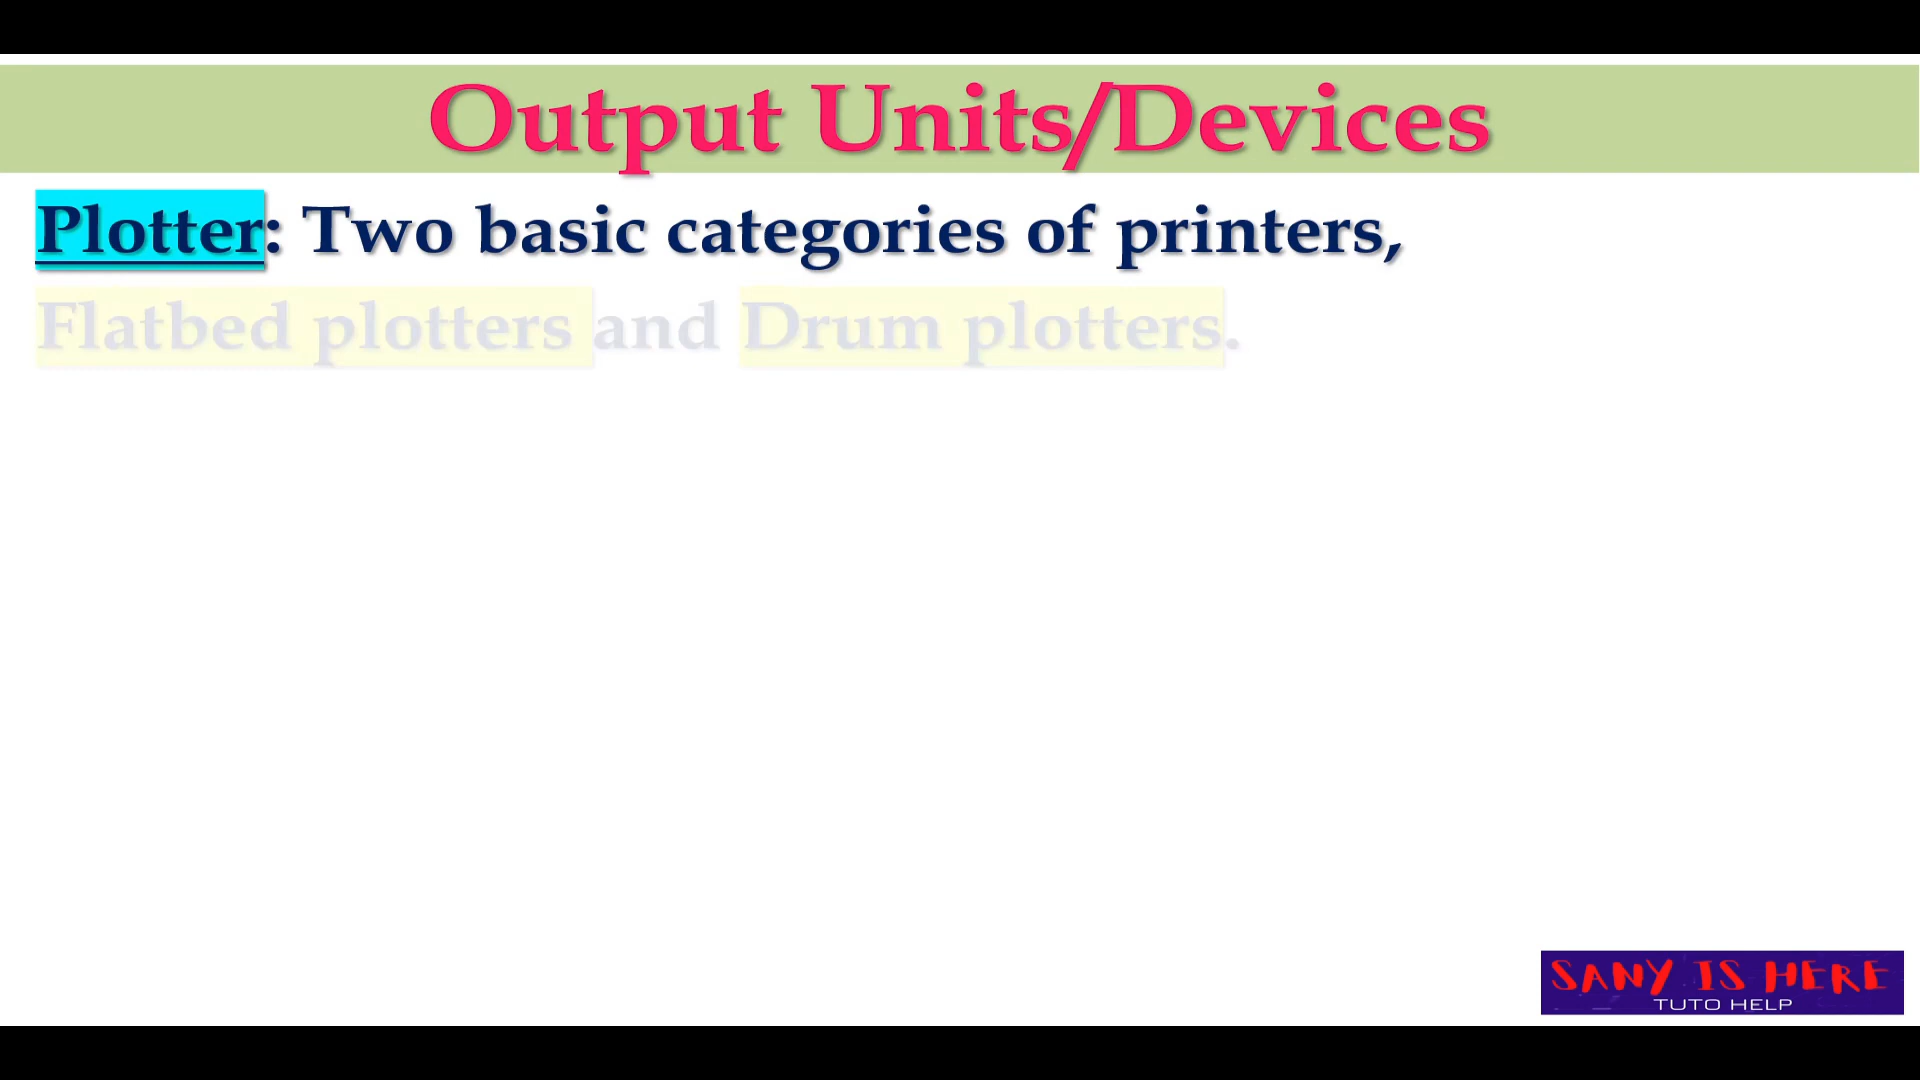 Output Units/Devices
Plotter: Two basic categories of printers,
Flatbed plotters and Drum plotters.
SANY IS HERE
TUTO HELP